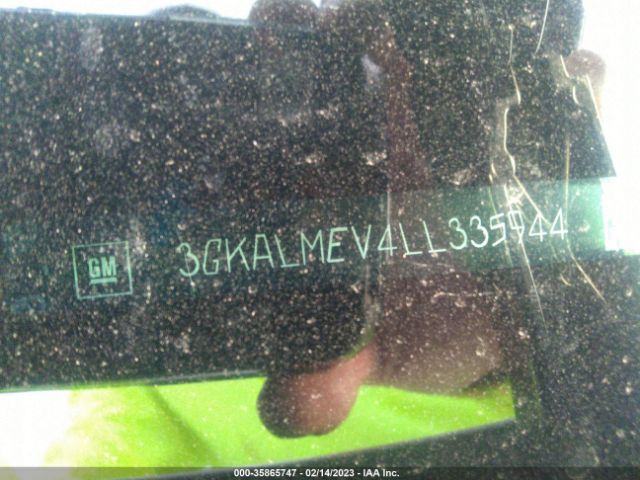 GM 3GKALMEV4LL335944
000-35865747 - 02/14/2023 - IAA Inc.